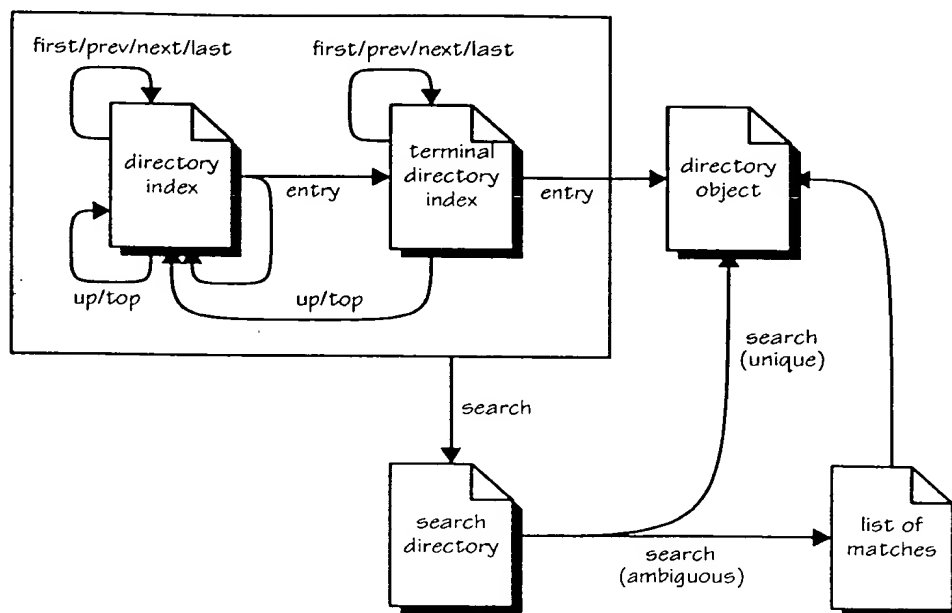 first/prev/next/last
first/prev/next/last
directory
index
entry
terminal
directory
index
entry
directory
object
up/top
up/top
search
(unique)
search
search
directory
search
(ambiguous)
list of
matches